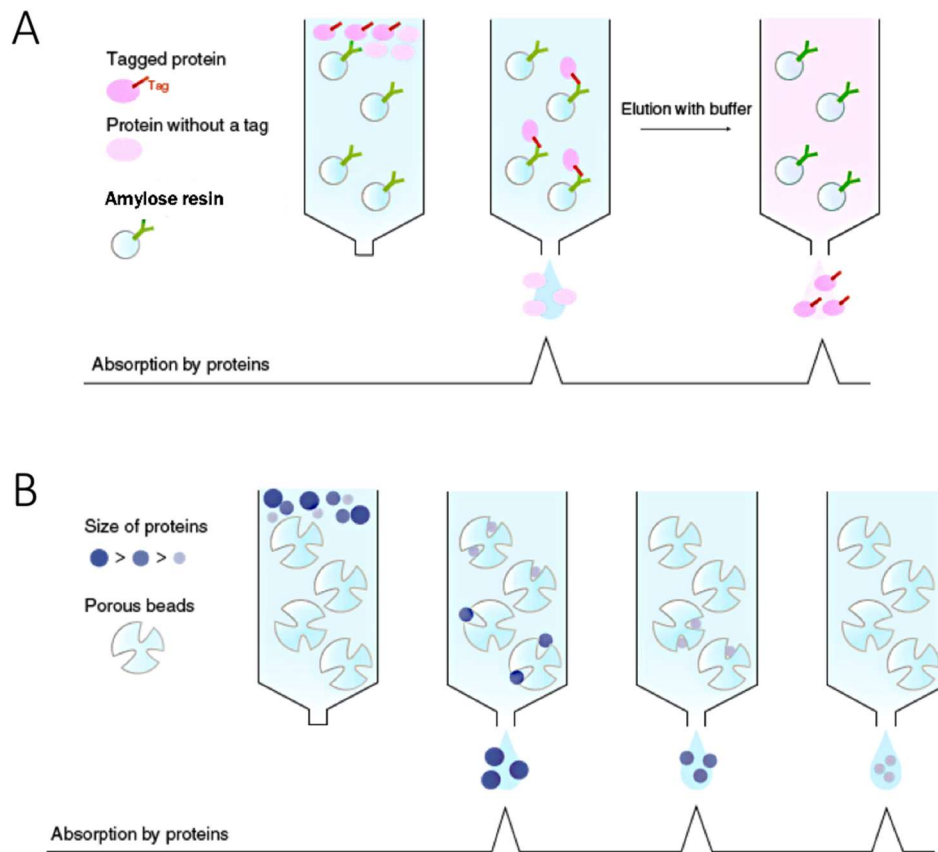 A
Tagged protein
Tag
Protein without a tag
Amylose resin
Elution with buffer
Absorption by proteins
B
Size of proteins
> >
Porous beads
Absorption by proteins